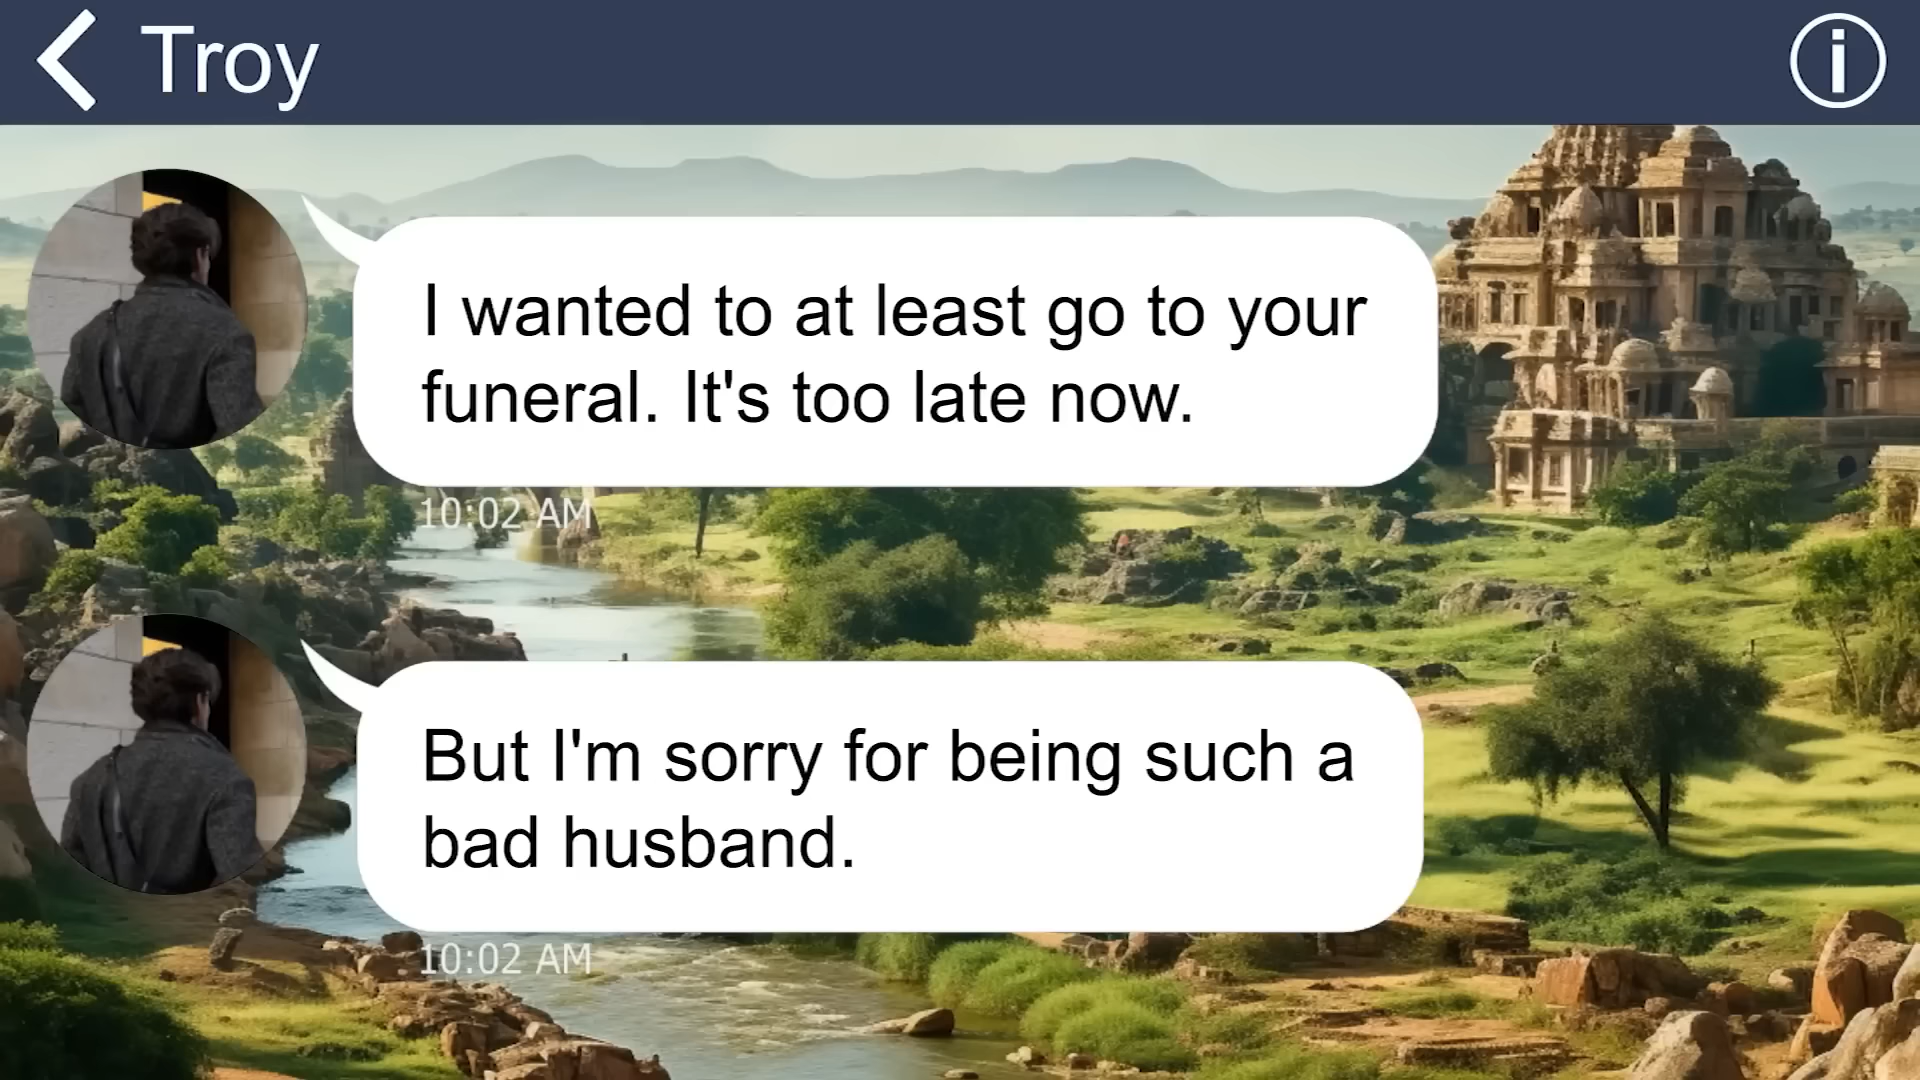 Troy
I wanted to at least go to your
funeral. It's too late now.
10:02 AM
But I'm sorry for being such a
bad husband.
10:02 AM